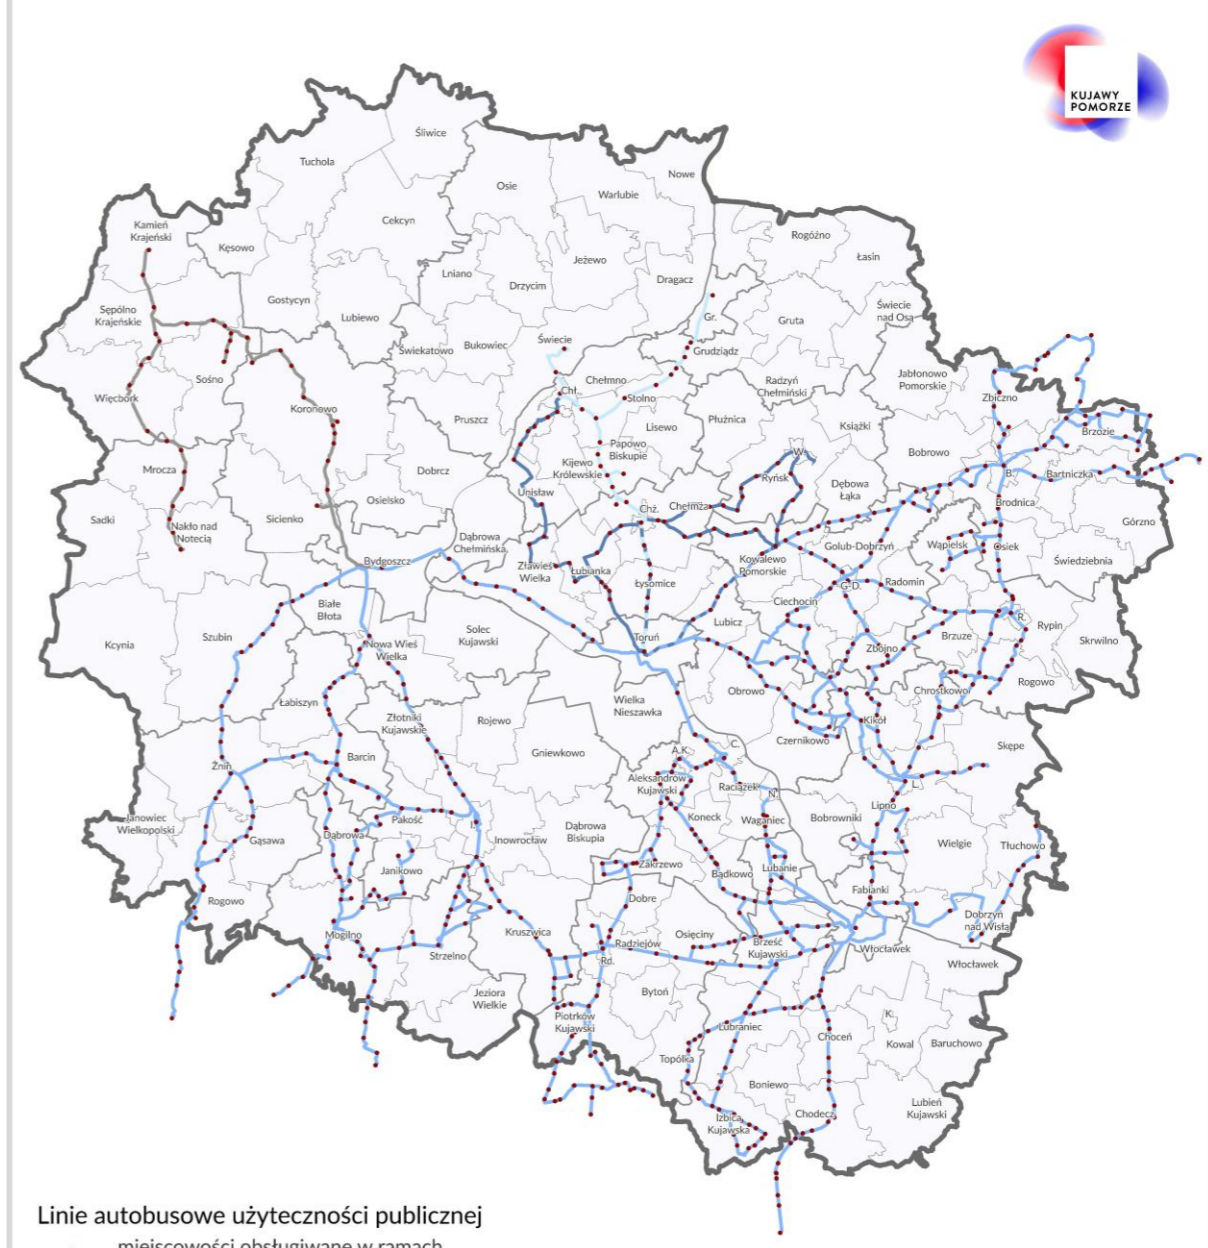 KUJAWY
POMORZE
Śliwice
Tuchola
Nowe
Osie
Warlubie
Cekcyn
Kamień
Krajeński
Rogóźno
Kęsowo
Łasin
Jeżewo
Lniano
Dragacz
Drzycim
Gostycyn
Sępólno
Krajeńskie
Lubiewo
Gr.
Gruta
Świecie
nad Osą
Świecie
Bukowiec
Świekatowo
Grudziądz
Sośno
Chełmno
Radzyń
Chełmiński
Jabłonowo
Pomorskie
Więcbork
Chł.
Stolno
Zbiczno
Koronowo
Pruszcz
Płużnica
Lisewo
Książki
Brzozie
Papowo
Biskupie
Bobrowo
W.
Mrocza
Dobrcz
Kijewo
Królewskie
Ryńsk
B.
Bartniczka
Dębowa
Łąka
Unisław
Osielsko
Chż.
Chełmża
Brodnica
Sadki
Sicienko
Nakło nad
Notecią
Górzno
Dąbrowa
Chełmińska
Golub-Dobrzyń
Wąpielsk
Osiek
Bydgoszcz
Zławieś
Wielka
Łubianka
Kowalewo
Pomorskie
Świedziebnia
Łysomice
G-D.
Radomin
Białe
Błota
Ciechocin
R.
Szubin
Solec
Kujawski
Toruń
Lubicz
Rypin
Kcynia
Nowa Wieś
Wielka
Brzuze
Skrwilno
Zbójno
Łabiszyn
Wielka
Nieszawka
Obrowo
Chrostkowo
Rogowo
Złotniki
Kujawskie
Rojewo
Kikół
Czernikowo
Skępe
Gniewkowo
A.K.
C.
Barcin
Żnin
Aleksandrów
Kujawski
Raciążek
N.
L.
Janowiec
Wielkopolski
Pakość
I.
Koneck
Waganiec
Bobrowniki
Lipno
Dąbrowa
Gąsawa
Inowrocław
Dąbrowa
Biskupia
Wielgie
Tłuchowo
Janikowo
Zakrzewo
Bądkowo
Lubanie
Fabianki
Rogowo
Dobre
Dobrzyń
nad Wisłą
Mogilno
Kruszwica
Osięciny
Radziejów
Brześć
Kujawski
Włocławek
Strzelno
Rd.
Włocławek
Jeziora
Wielkie
Bytoń
Piotrków
Kujawski
K.
Lubraniec
Choceń
Kowal
Baruchowo
Topólka
Boniewo
Lubień
Kujawski
Izbica
Kujawska
Chodecz
Linie autobusowe użyteczności publicznej
miejscowości obsługiwane w ramach